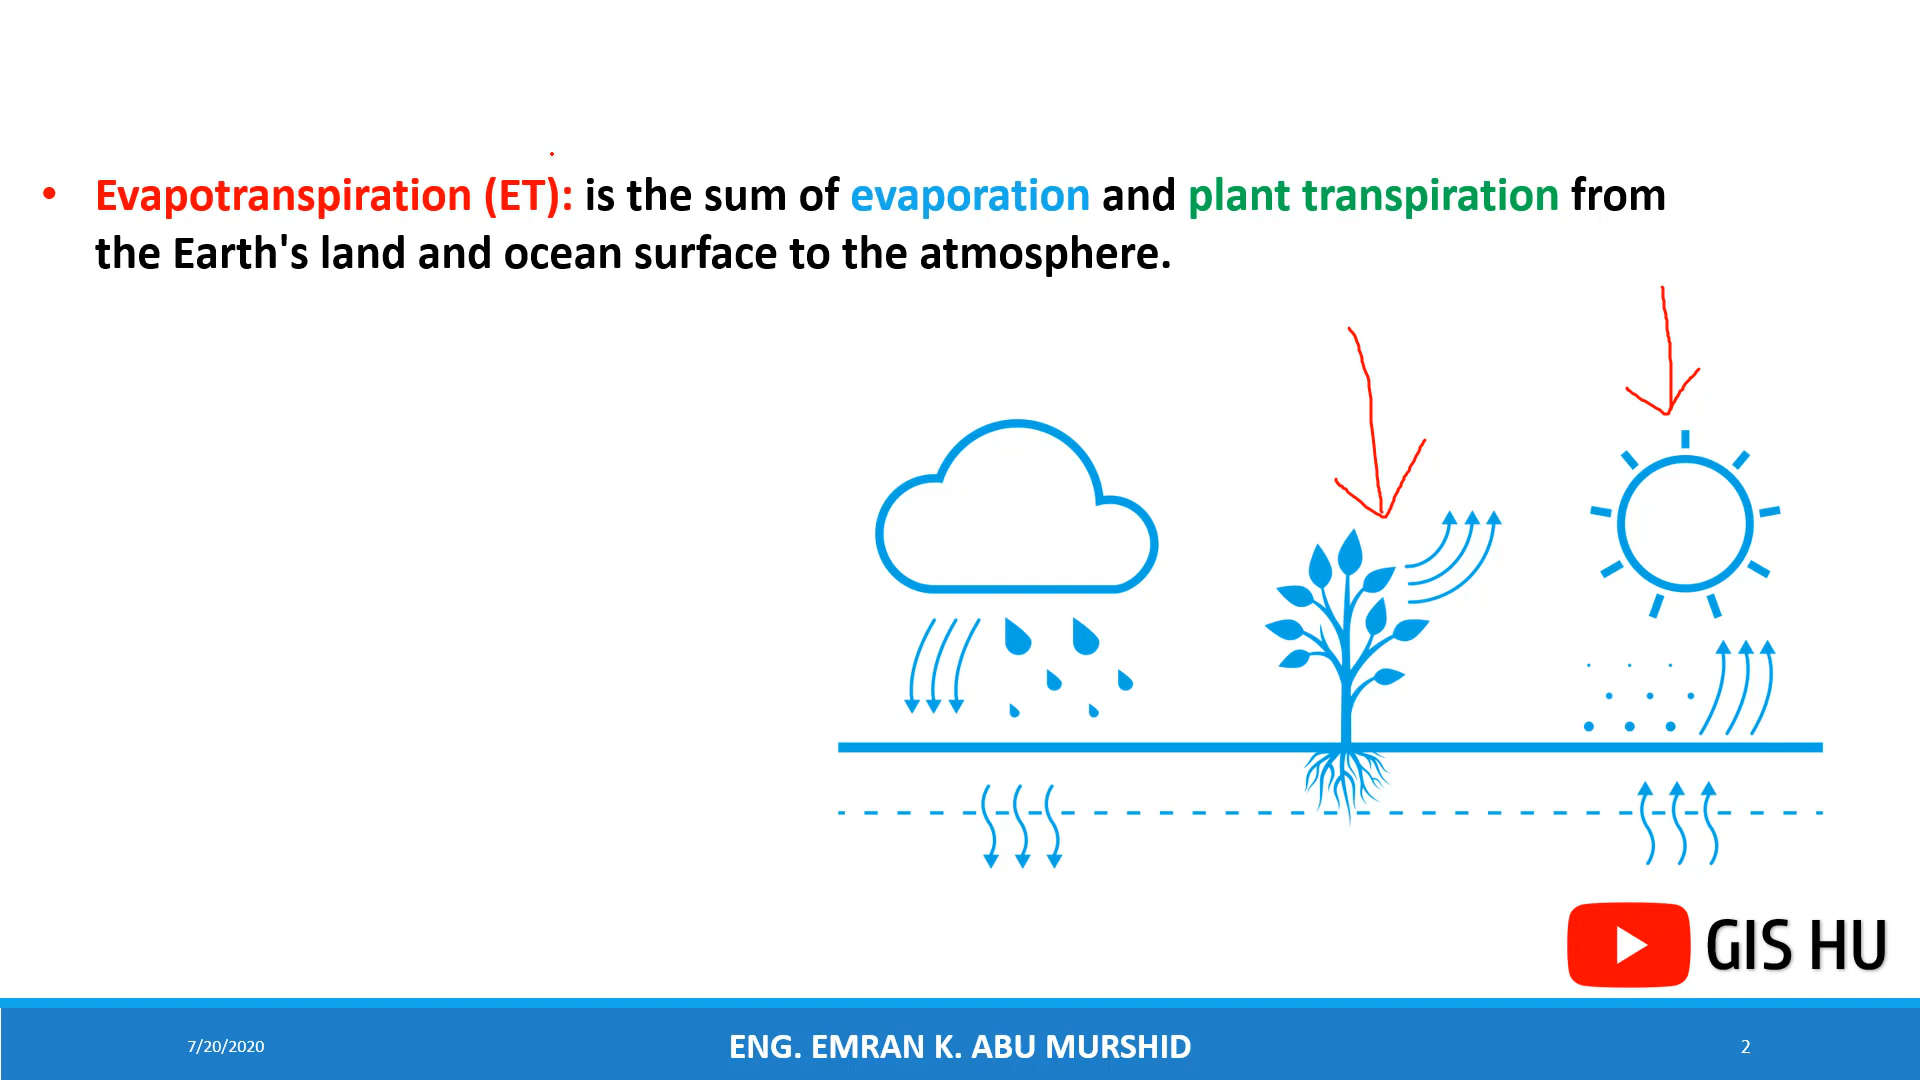 • Evapotranspiration (ET): is the sum of evaporation and plant transpiration from
the Earth's land and ocean surface to the atmosphere.
GIS HU
7/20/2020
ENG. EMRAN K. ABU MURSHID
2